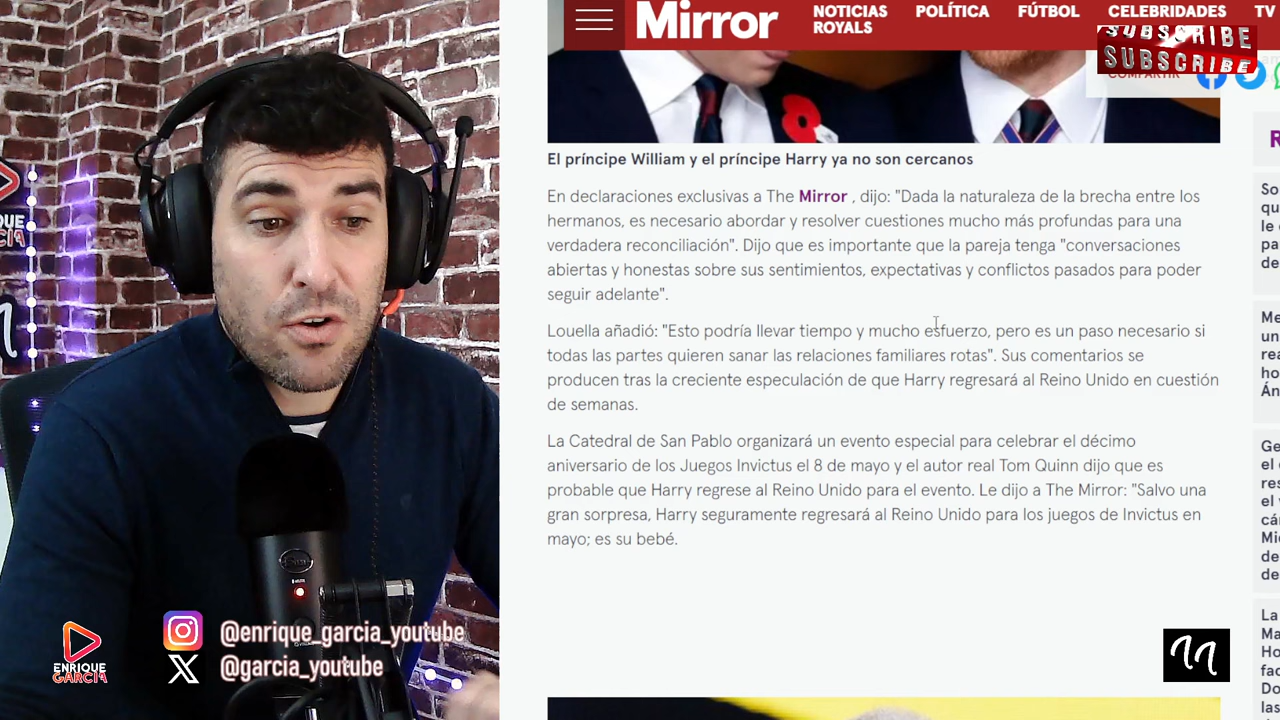 Mirror
NOTICIAS
ROYALS
POLÍTICA
FÚTBOL
CELEBRIDADES
TV
SUBSCRIBE
SUBSCRIBE
COMPARTIR
El príncipe William y el príncipe Harry ya no son cercanos
En declaraciones exclusivas a The Mirror , dijo: "Dada la naturaleza de la brecha entre los
hermanos, es necesario abordar y resolver cuestiones mucho más profundas para una
verdadera reconciliación". Dijo que es importante que la pareja tenga "conversaciones
abiertas y honestas sobre sus sentimientos, expectativas y conflictos pasados para poder
seguir adelante".
Louella añadió: "Esto podría llevar tiempo y mucho esfuerzo, pero es un paso necesario si
todas las partes quieren sanar las relaciones familiares rotas". Sus comentarios se
producen tras la creciente especulación de que Harry regresará al Reino Unido en cuestión
de semanas.
La Catedral de San Pablo organizará un evento especial para celebrar el décimo
aniversario de los Juegos Invictus el 8 de mayo y el autor real Tom Quinn dijo que es
probable que Harry regrese al Reino Unido para el evento. Le dijo a The Mirror: "Salvo una
gran sorpresa, Harry seguramente regresará al Reino Unido para los juegos de Invictus en
mayo; es su bebé.
@enrique_garcia_youtube
@garcia_youtube
ENRIQUE
GARCIA